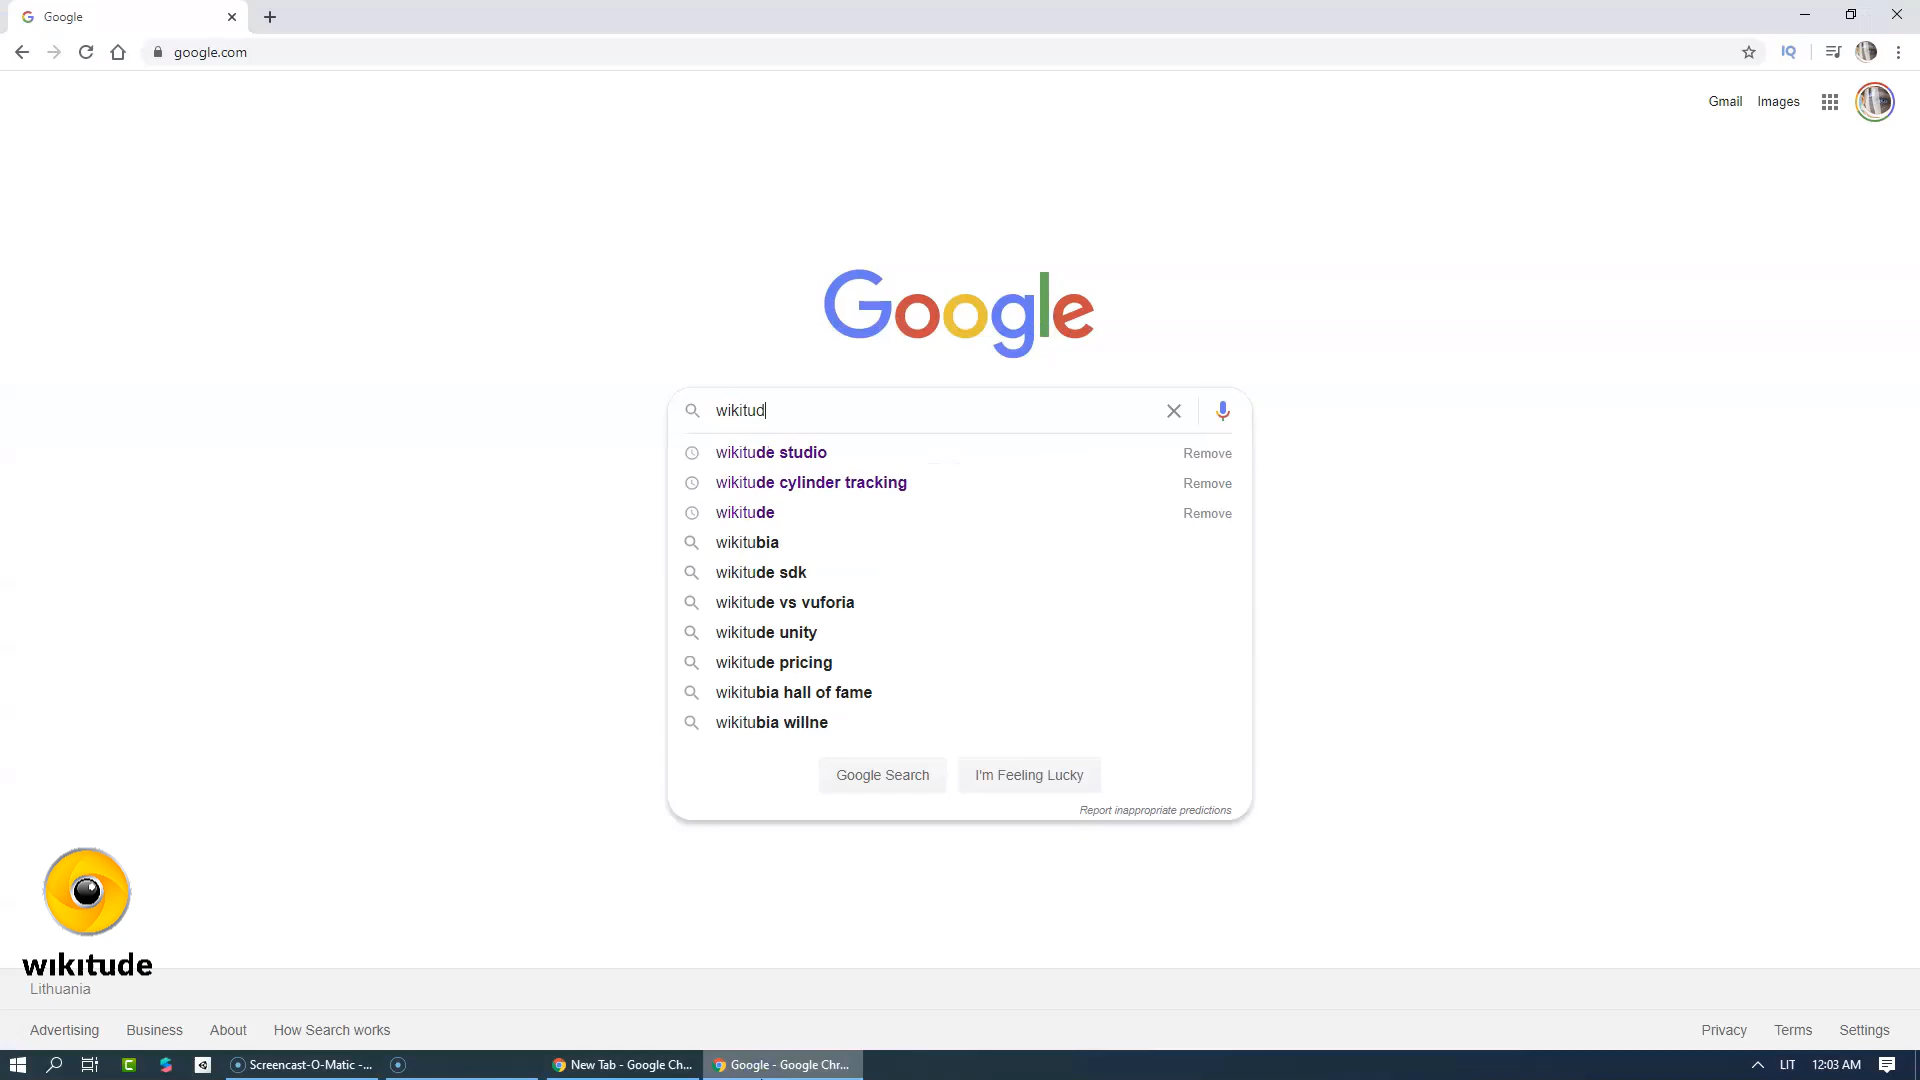 Google
google.com
IQ
Gmail Images
Google
wikitud
wikitude studio Remove
wikitude cylinder tracking Remove
wikitude Remove
wikitubia
wikitude sdk
wikitude vs vuforia
wikitude unity
wikitude pricing
wikitubia hall of fame
wikitubia willne
Google Search I'm Feeling Lucky
Report inappropriate predictions
wikitude
Lithuania
Advertising Business About How Search works Privacy Terms Settings
Screencast-O-Matic -... New Tab - Google Ch... Google - Google Chr... LIT 12:03 AM